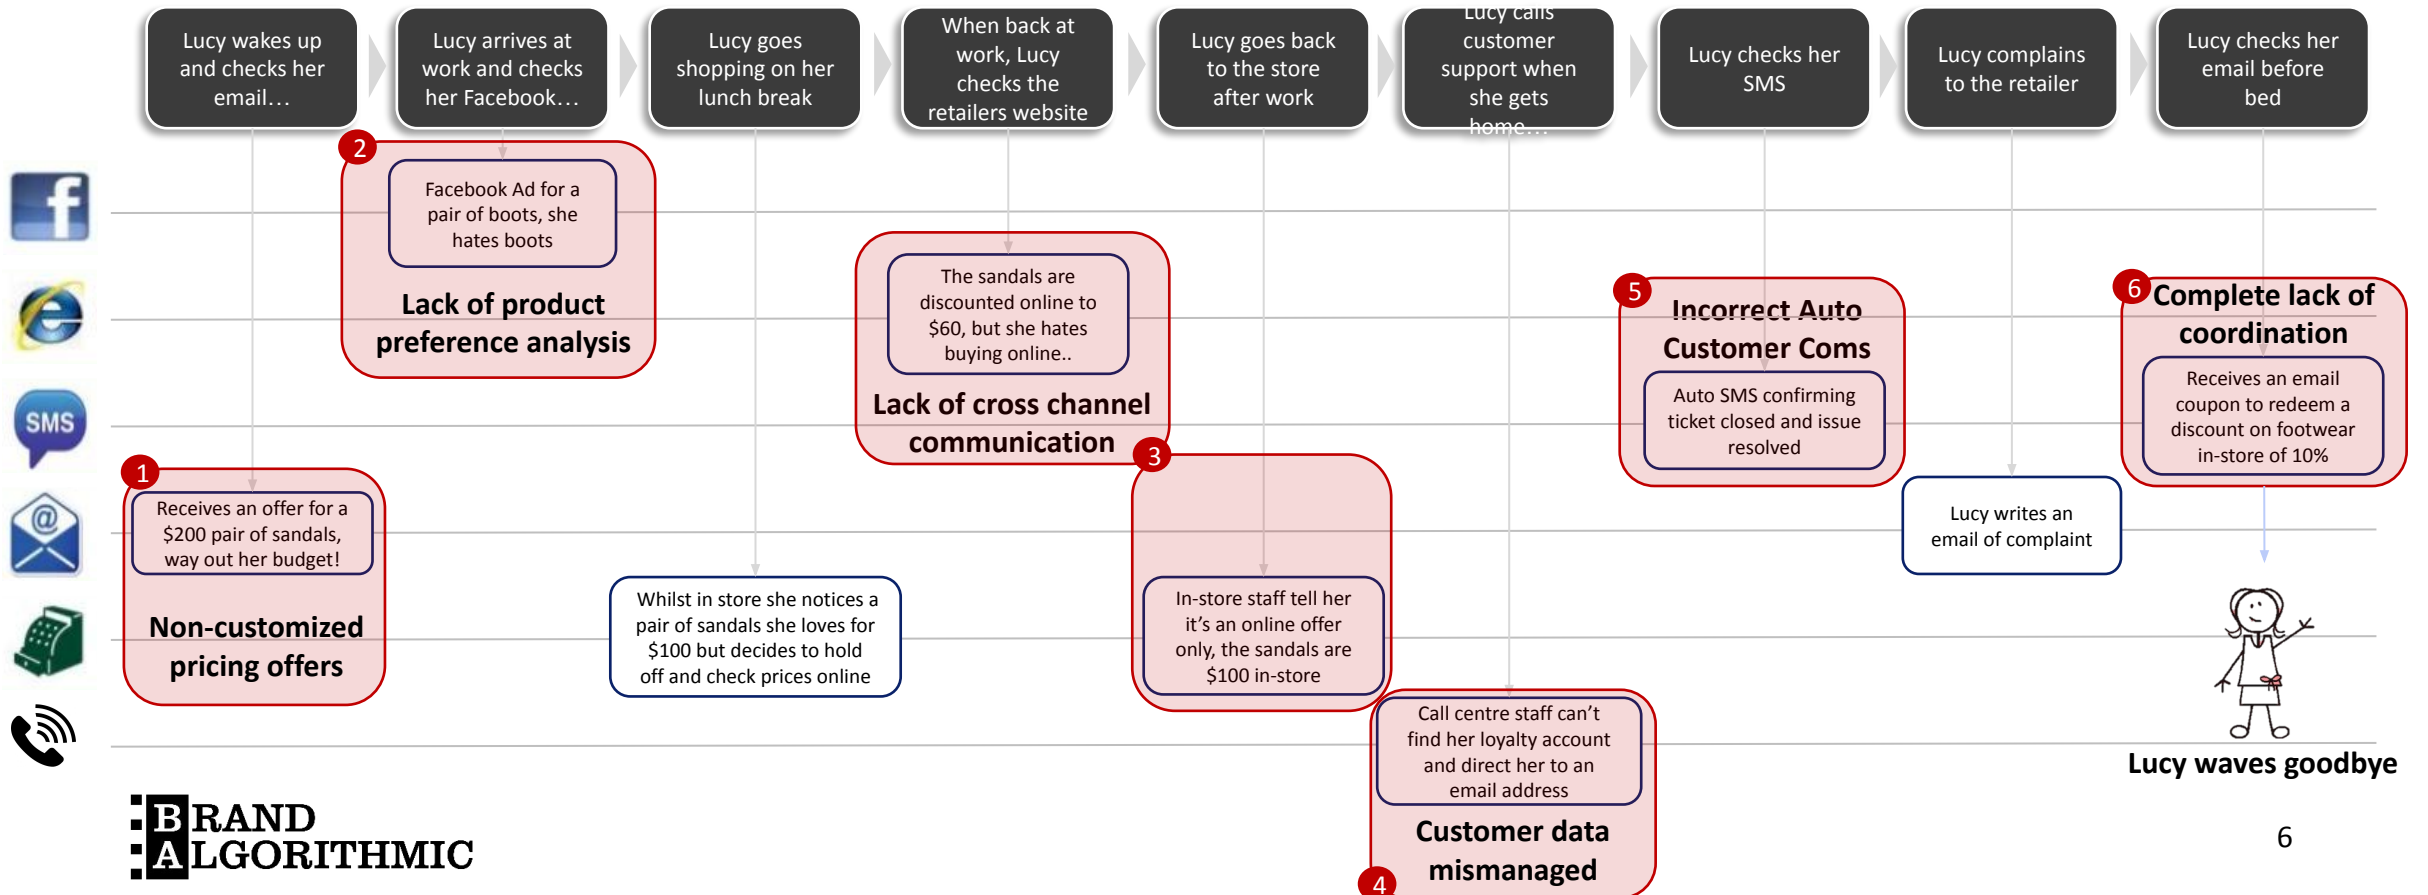 Lucy wakes up
and checks her
email…
Lucy arrives at
work and checks
her Facebook…
Lucy goes
shopping on her
lunch break
When back at
work, Lucy
checks the
retailers website
Lucy goes back
to the store
after work
Lucy calls
customer
support when
she gets
home…
Lucy checks her
SMS
Lucy complains
to the retailer
Lucy checks her
email before
bed
2
Facebook Ad for a
pair of boots, she
hates boots
Lack of product
preference analysis
The sandals are
discounted online to
$60, but she hates
buying online..
Lack of cross channel
communication
5
Incorrect Auto
Customer Coms
Auto SMS confirming
ticket closed and issue
resolved
6
Complete lack of
coordination
Receives an email
coupon to redeem a
discount on footwear
in-store of 10%
SMS
@
1
Receives an offer for a
$200 pair of sandals,
way out her budget!
Non-customized
pricing offers
Whilst in store she notices a
pair of sandals she loves for
$100 but decides to hold
off and check prices online
3
In-store staff tell her
it's an online offer
only, the sandals are
$100 in-store
Lucy writes an
email of complaint
Call centre staff can't
find her loyalty account
and direct her to an
email address
Customer data
mismanaged
4
Lucy waves goodbye
BRAND
ALGORITHMIC
6